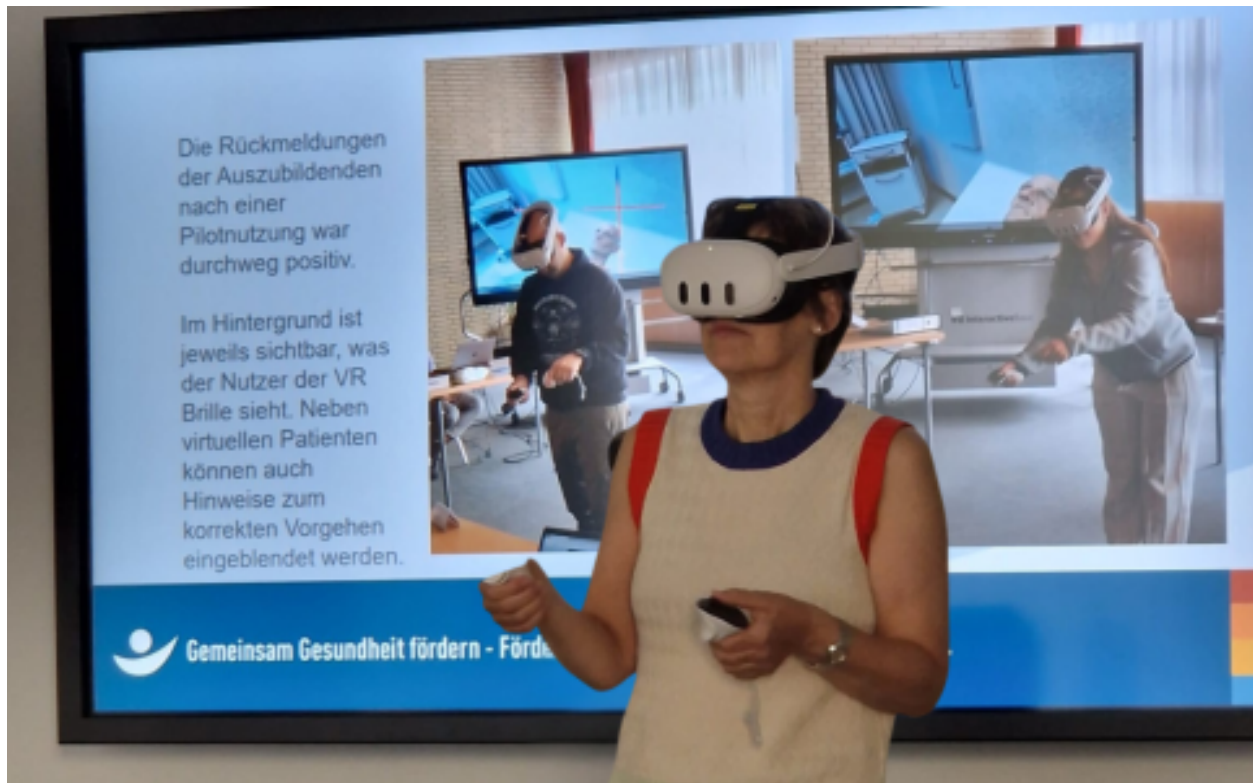 Die Rückmeldungen
der Auszubildenden
nach einer
Pilotnutzung war
durchweg positiv.
Im Hintergrund ist
jeweils sichtbar, was
der Nutzer der VR
Brille sieht. Neben
virtuellen Patienten
können auch
Hinweise zum
korrekten Vorgehen
eingeblendet werden.
Gemeinsam Gesundheit fördern -